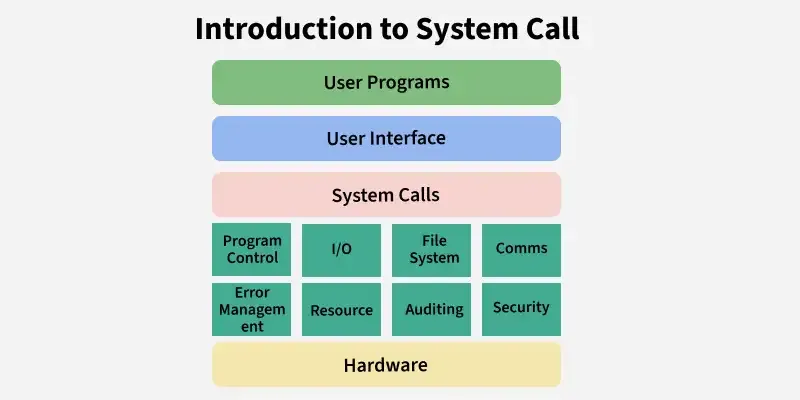 Introduction to System Call
User Programs
User Interface
System Calls
Program
Control
I/O
File
System
Comms
Error
Managem
ent
Resource
Auditing
Security
Hardware